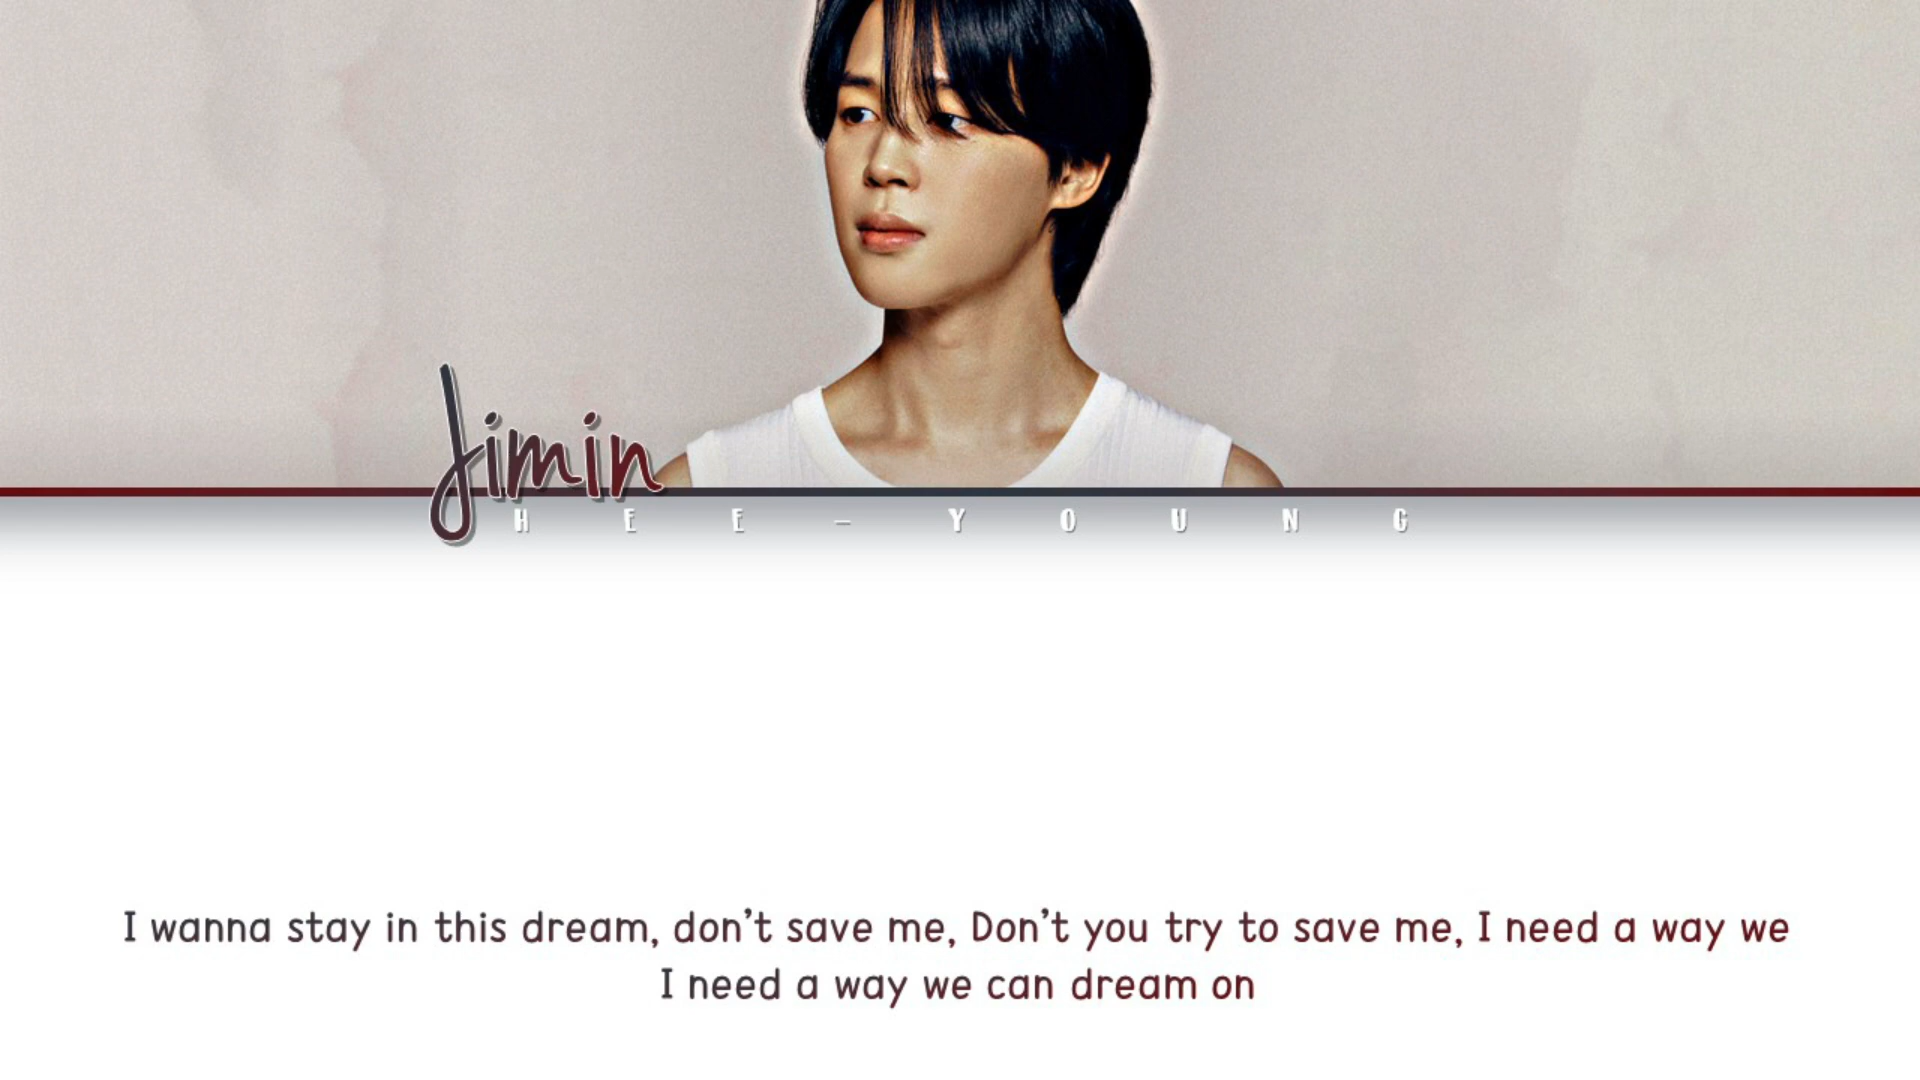 Jimin
HEE-YOUNG
I wanna stay in this dream, don't save me, Don't you try to save me, I need a way we
I need a way we can dream on